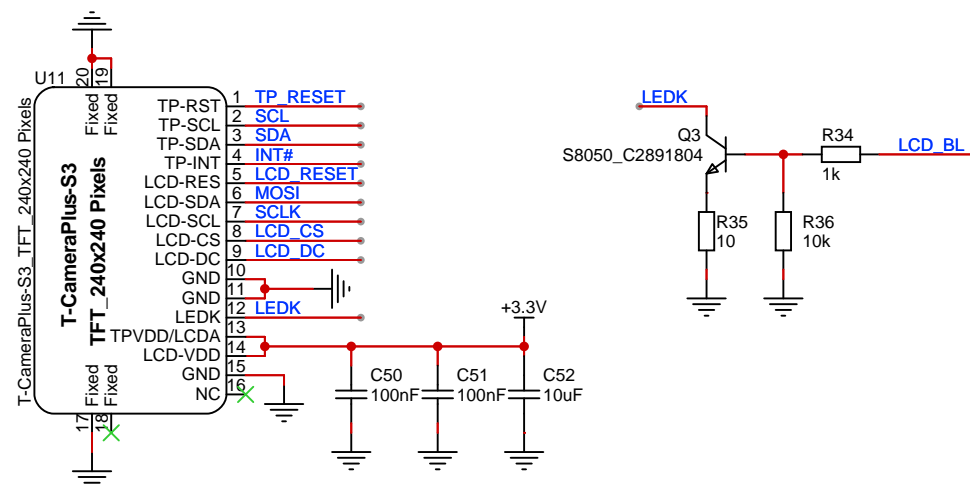 U11
20
19
Fixed
Fixed
T-CameraPlus-S3_TFT_240x240 Pixels
T-CameraPlus-S3
TFT_240x240 Pixels
TP-RST 1 TP_RESET
TP-SCL 2 SCL
TP-SDA 3 SDA
TP-INT 4 INT#
LCD-RES 5 LCD_RESET
LCD-SDA 6 MOSI
LCD-SCL 7 SCLK
LCD-CS 8 LCD_CS
LCD-DC 9 LCD_DC
GND 10
GND 11
LEDK 12 LEDK
TPVDD/LCDA 13
LCD-VDD 14
GND 15
NC 16
Fixed
Fixed
17
18
+3.3V
C50
100nF
C51
100nF
C52
10uF
LEDK
Q3
S8050_C2891804
R34
1k
LCD_BL
R35
10
R36
10k